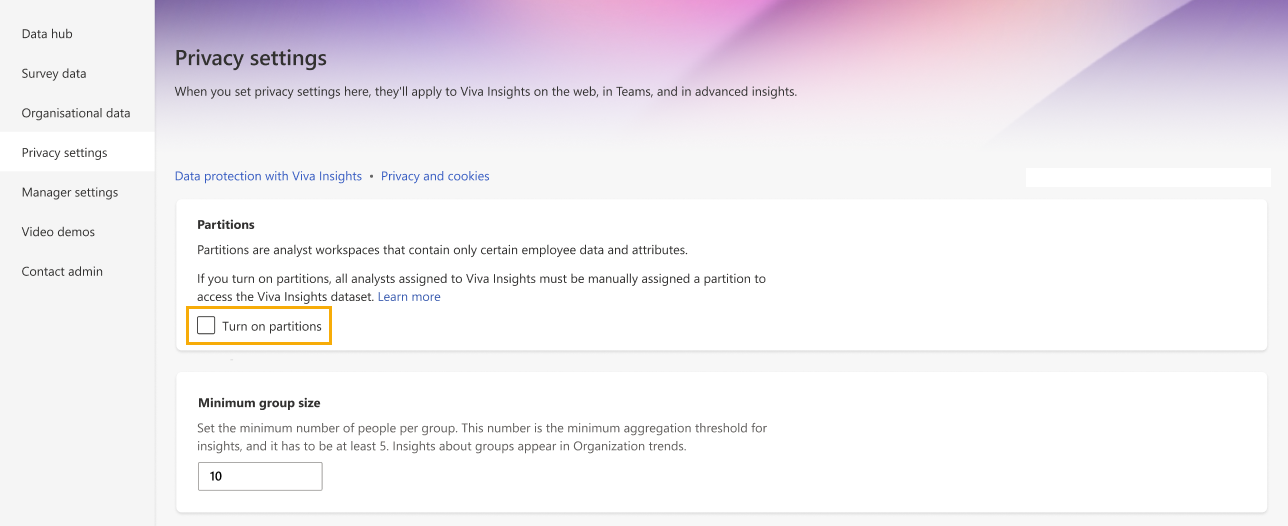 Data hub
Survey data
Organisational data
Privacy settings
Manager settings
Video demos
Contact admin
Privacy settings
When you set privacy settings here, they'll apply to Viva Insights on the web, in Teams, and in advanced insights.
Data protection with Viva Insights • Privacy and cookies
Partitions
Partitions are analyst workspaces that contain only certain employee data and attributes.
If you turn on partitions, all analysts assigned to Viva Insights must be manually assigned a partition to
access the Viva Insights dataset. Learn more
Turn on partitions
Minimum group size
Set the minimum number of people per group. This number is the minimum aggregation threshold for
insights, and it has to be at least 5. Insights about groups appear in Organization trends.
10